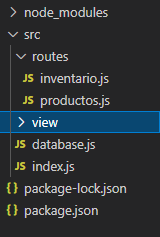 node_modules
src
routes
JS inventario.js
JS productos.js
view
JS database.js
JS index.js
{} package-lock.json
{} package.json